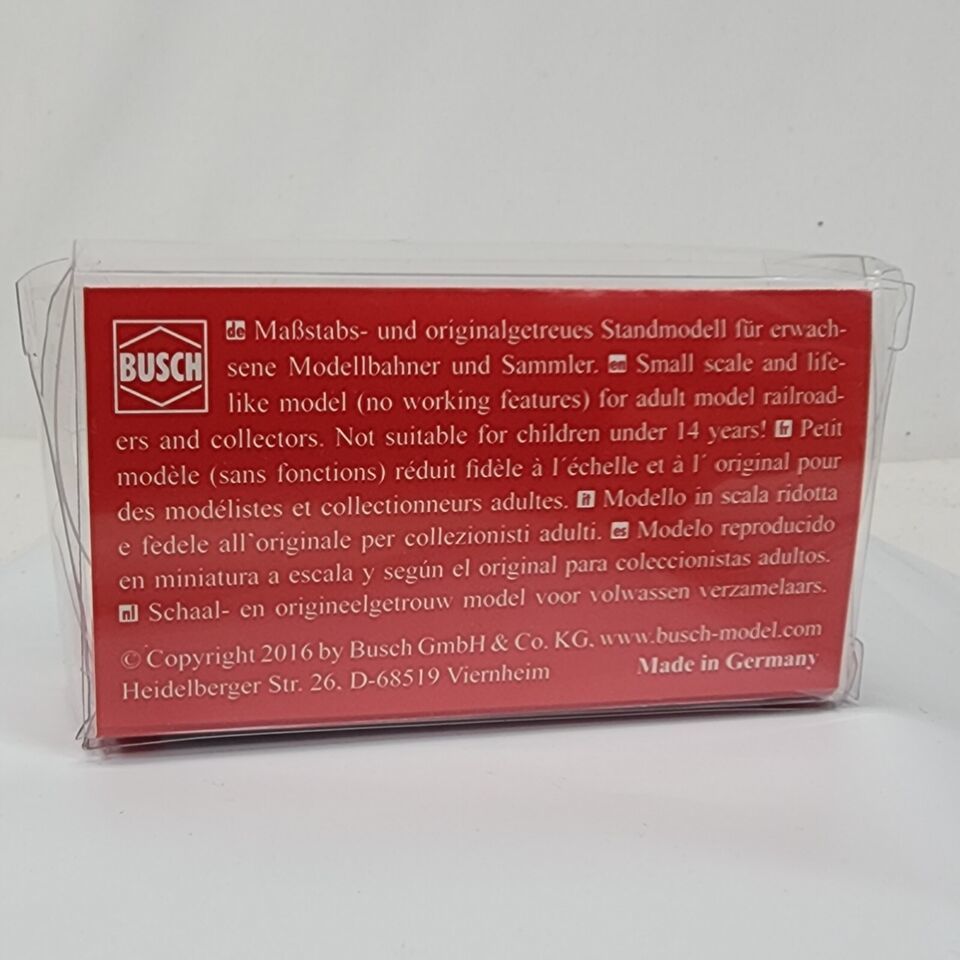 BUSCH
de Maßstabs- und originalgetreues Standmodell für erwach-
sene Modellbahner und Sammler. en Small scale and life-
like model (no working features) for adult model railroad-
ers and collectors. Not suitable for children under 14 years! fr Petit
modèle (sans fonctions) réduit fidèle à l´échelle et à l´ original pour
des modélistes et collectionneurs adultes. it Modello in scala ridotta
e fedele all`originale per collezionisti adulti. es Modelo reproducido
en miniatura a escala y según el original para coleccionistas adultos.
nl Schaal- en origineelgetrouw model voor volwassen verzamelaars.
© Copyright 2016 by Busch GmbH & Co. KG, www.busch-model.com
Heidelberger Str. 26, D-68519 Viernheim Made in Germany